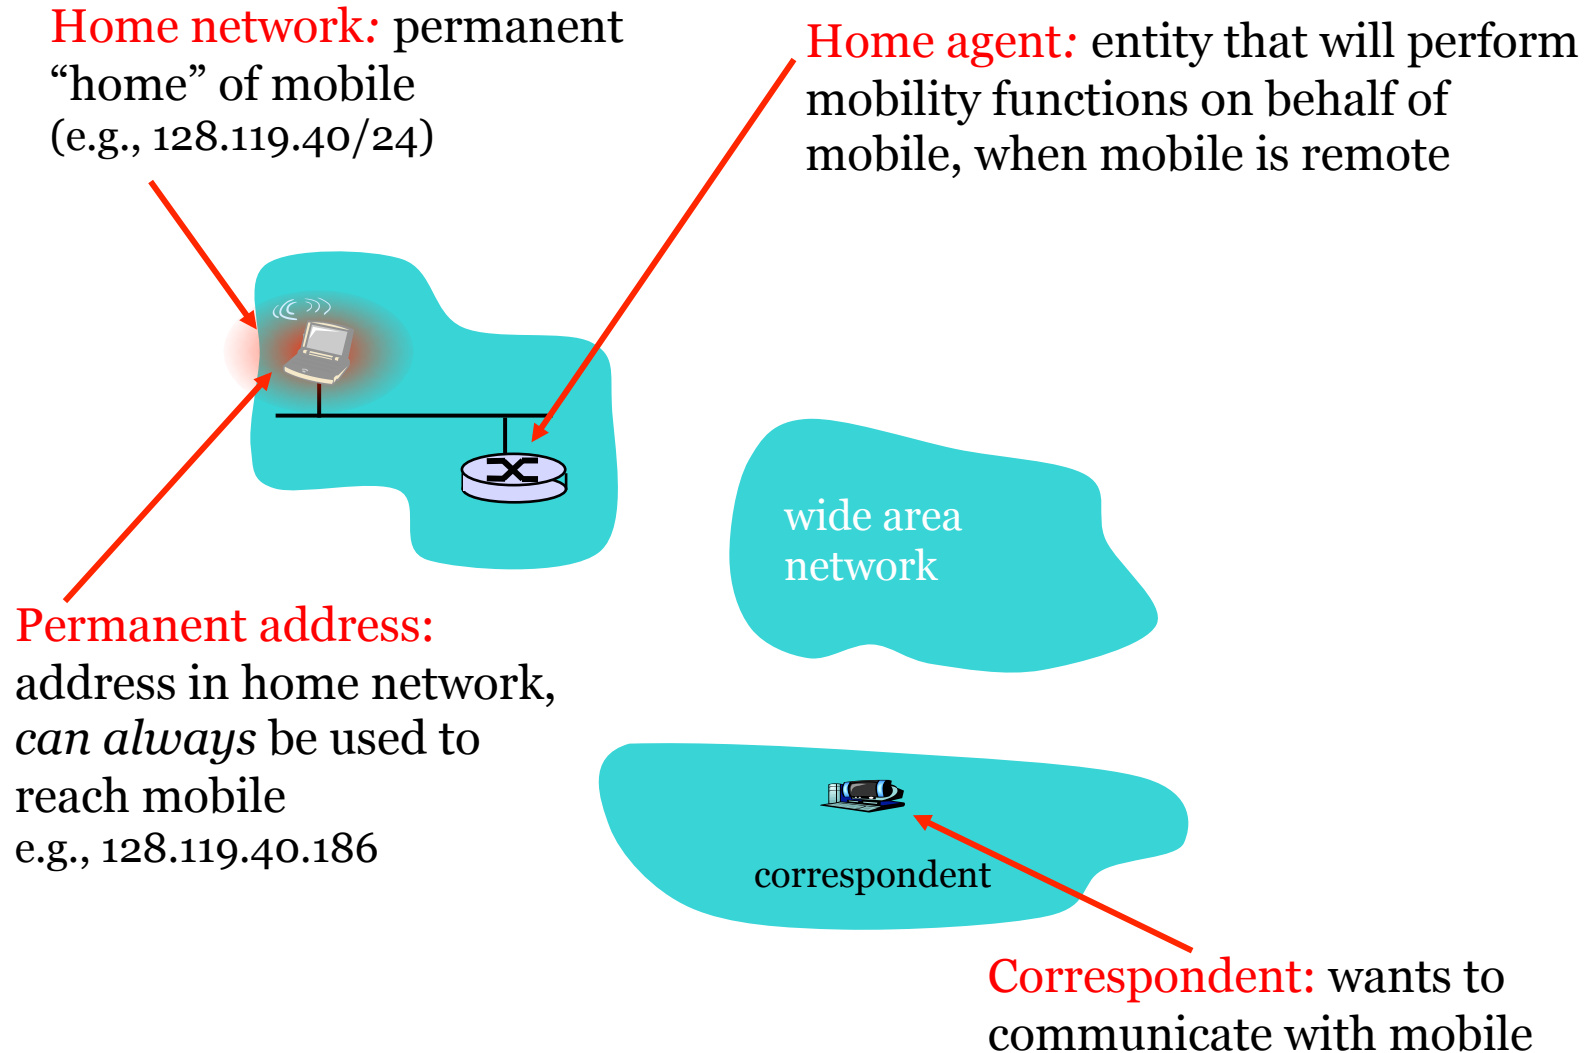 Home network: permanent
“home” of mobile
(e.g., 128.119.40/24)
Home agent: entity that will perform
mobility functions on behalf of
mobile, when mobile is remote
wide area
network
Permanent address:
address in home network,
can always be used to
reach mobile
e.g., 128.119.40.186
correspondent
Correspondent: wants to
communicate with mobile